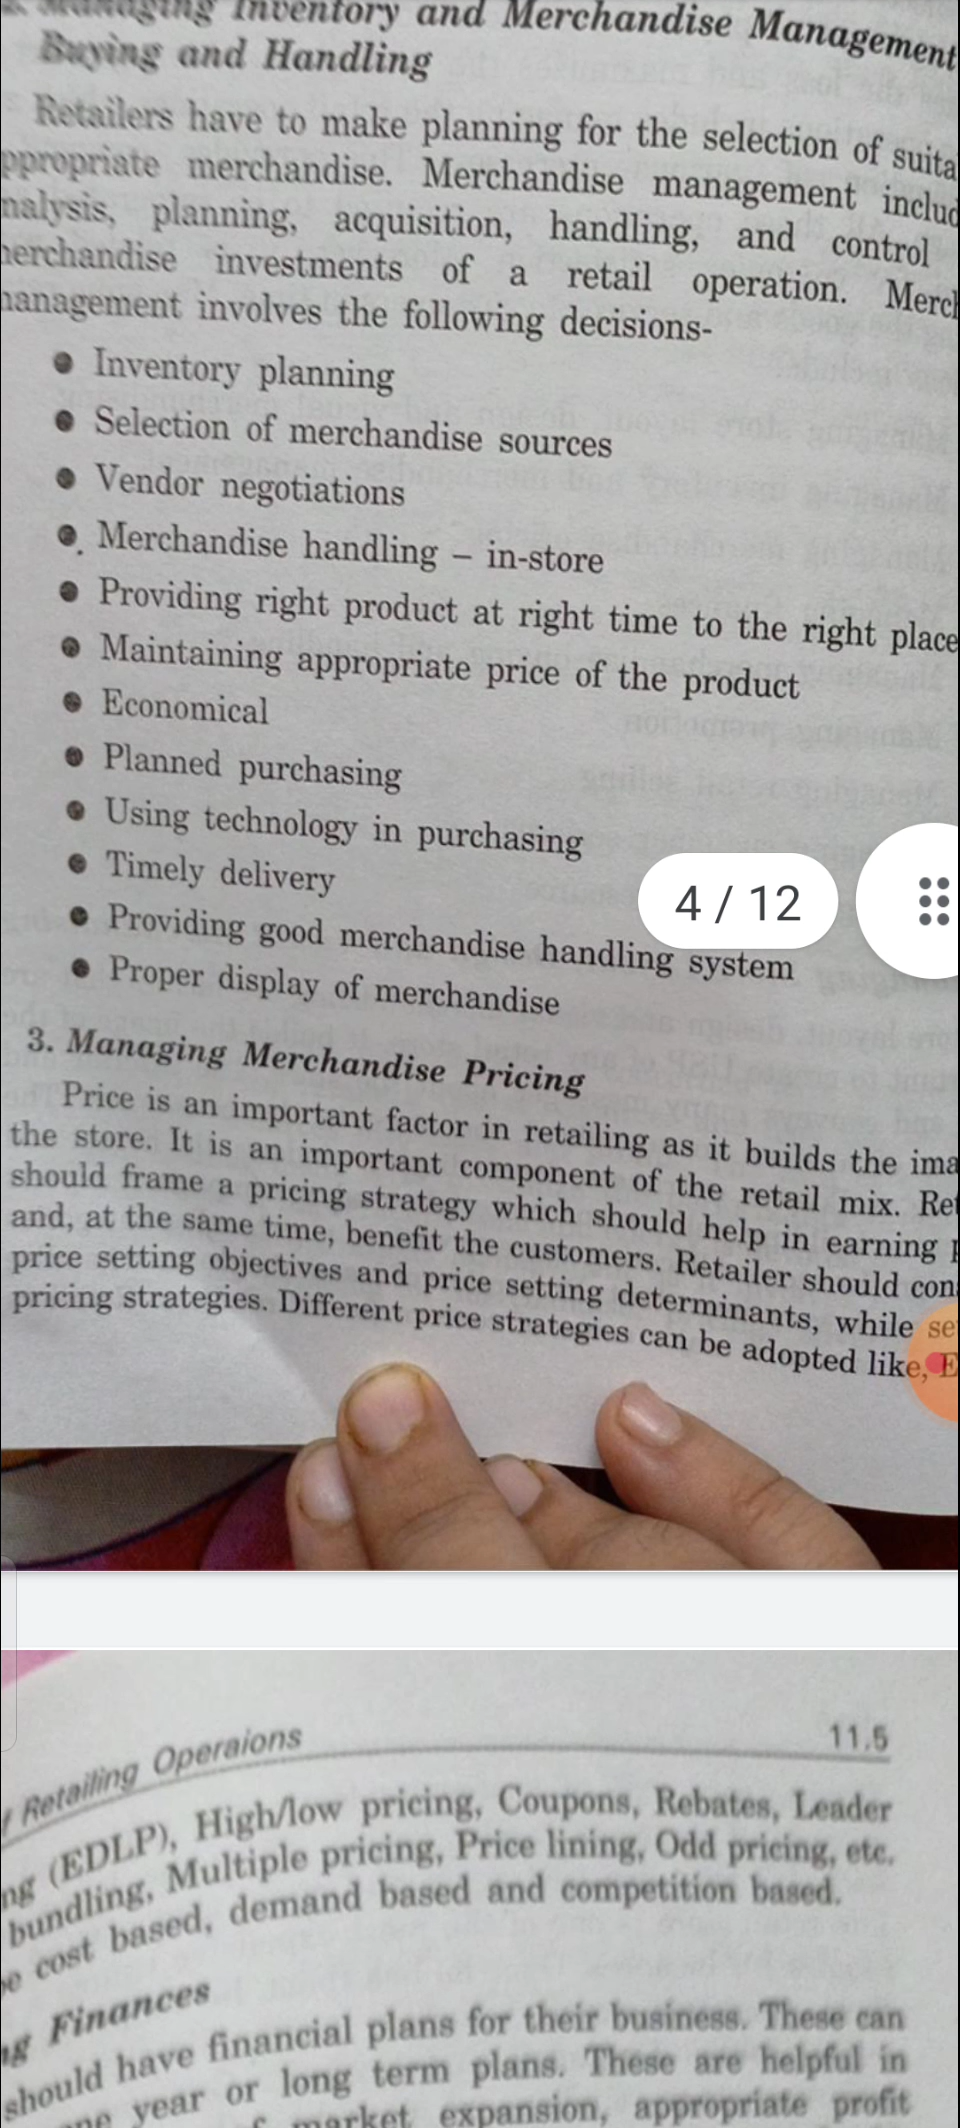 Managing Inventory and Merchandise Management
Buying and Handling
Retailers have to make planning for the selection of suita
ppropriate merchandise. Merchandise management includ
nalysis, planning, acquisition, handling, and control
nerchandise investments of a retail operation. Merch
nanagement involves the following decisions-
• Inventory planning
• Selection of merchandise sources
• Vendor negotiations
• Merchandise handling – in-store
• Providing right product at right time to the right place
• Maintaining appropriate price of the product
• Economical
• Planned purchasing
• Using technology in purchasing
• Timely delivery
4 / 12
• Providing good merchandise handling system
• Proper display of merchandise
3. Managing Merchandise Pricing
Price is an important factor in retailing as it builds the ima
the store. It is an important component of the retail mix. Ret
should frame a pricing strategy which should help in earning p
and, at the same time, benefit the customers. Retailer should con
price setting objectives and price setting determinants, while se
pricing strategies. Different price strategies can be adopted like, E
Retailing Operaions 11.5
ng (EDLP), High/low pricing, Coupons, Rebates, Leader
bundling, Multiple pricing, Price lining, Odd pricing, etc.
e cost based, demand based and competition based.
ng Finances
should have financial plans for their business. These can
ne year or long term plans. These are helpful in
f market expansion, appropriate profit